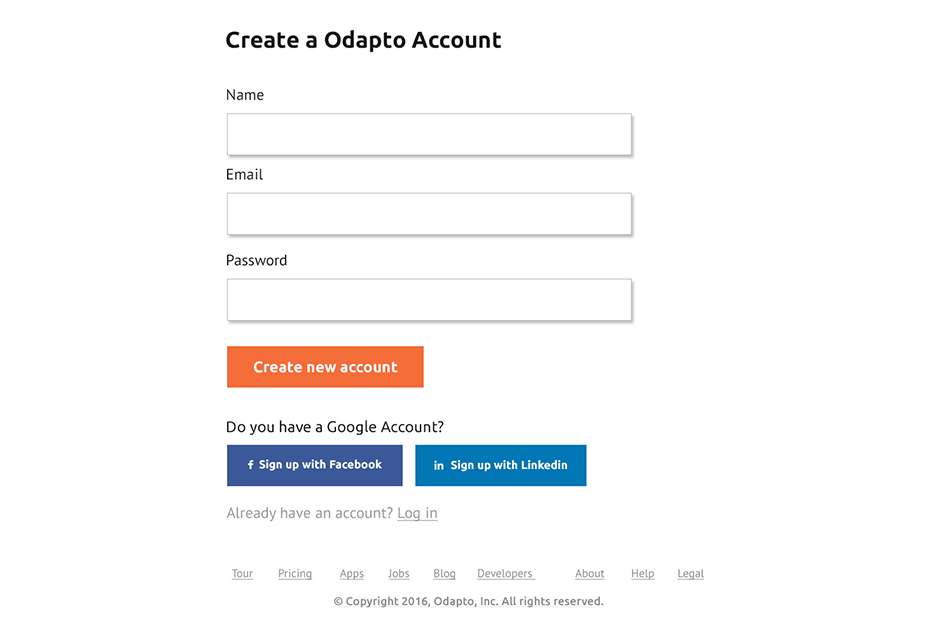 Create a Odapto Account
Name
Email
Password
Create new account
Do you have a Google Account?
f Sign up with Facebook
in Sign up with Linkedin
Already have an account? Log in
Tour Pricing Apps Jobs Blog Developers About Help Legal
© Copyright 2016, Odapto, Inc. All rights reserved.